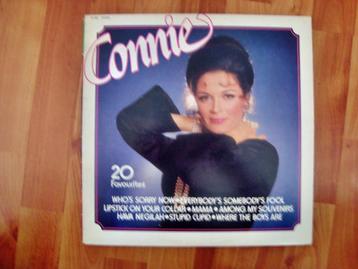 Connie
20
Favourites
WHO'S SORRY NOW • EVERYBODY'S SOMEBODY'S FOOL
LIPSTICK ON YOUR COLLAR • MAMA • AMONG MY SOUVENIRS
HAVA NEGILAH • STUPID CUPID • WHERE THE BOYS ARE